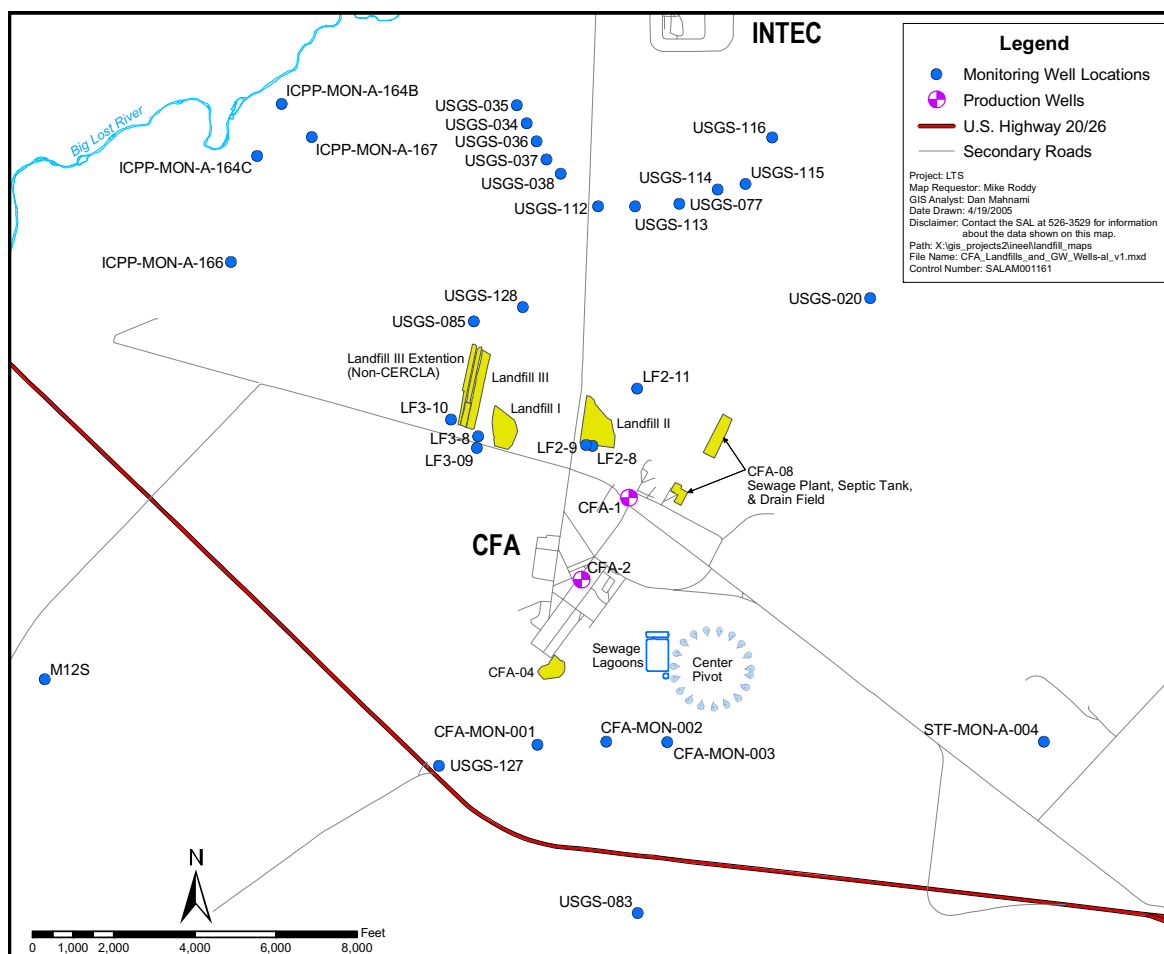 INTEC
Legend
Monitoring Well Locations
Production Wells
U.S. Highway 20/26
Secondary Roads
Project: LTS
Map Requestor: Mike Roddy
GIS Analyst: Dan Mahnami
Date Drawn: 4/19/2005
Disclaimer: Contact the SAL at 526-3529 for information
about the data shown on this map.
Path: X:\gis_projects2\ineel\landfill_maps
File Name: CFA_Landfills_and_GW_Wells-al_v1.mxd
Control Number: SALAM001161
Big Lost River
ICPP-MON-A-164B
ICPP-MON-A-167
ICPP-MON-A-164C
USGS-035
USGS-034
USGS-036
USGS-037
USGS-038
USGS-116
USGS-115
USGS-114
USGS-077
USGS-112
USGS-113
ICPP-MON-A-166
USGS-128
USGS-085
USGS-020
Landfill III Extention
(Non-CERCLA)
Landfill III
LF2-11
LF3-10
Landfill I
Landfill II
LF3-8
LF3-09
LF2-9
LF2-8
CFA-08
Sewage Plant, Septic Tank,
& Drain Field
CFA-1
CFA
CFA-2
Sewage
Lagoons
Center
Pivot
CFA-04
M12S
CFA-MON-001
CFA-MON-002
CFA-MON-003
STF-MON-A-004
USGS-127
USGS-083
N
Feet
0 1,000 2,000 4,000 6,000 8,000